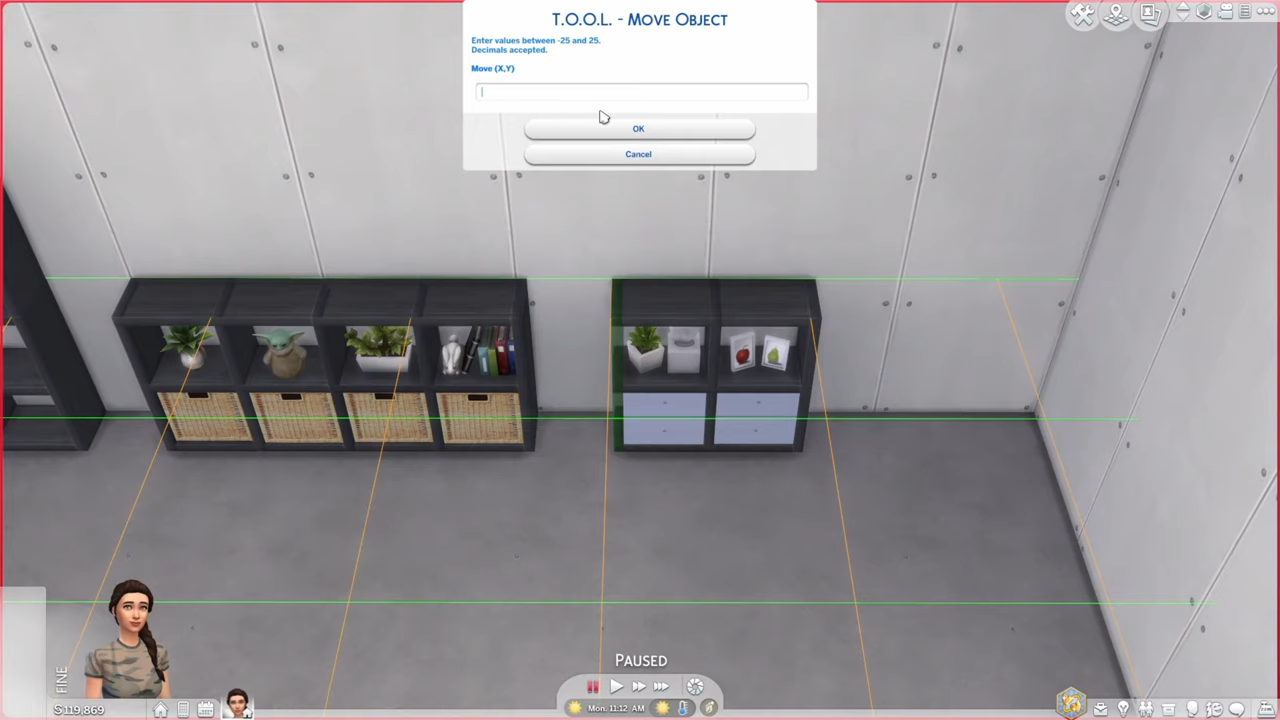 T.O.O.L. - Move Object
Enter values between -25 and 25.
Decimals accepted.
Move (X,Y)
OK
Cancel
Paused
FINE
§119,869
Mon. 11:12 AM